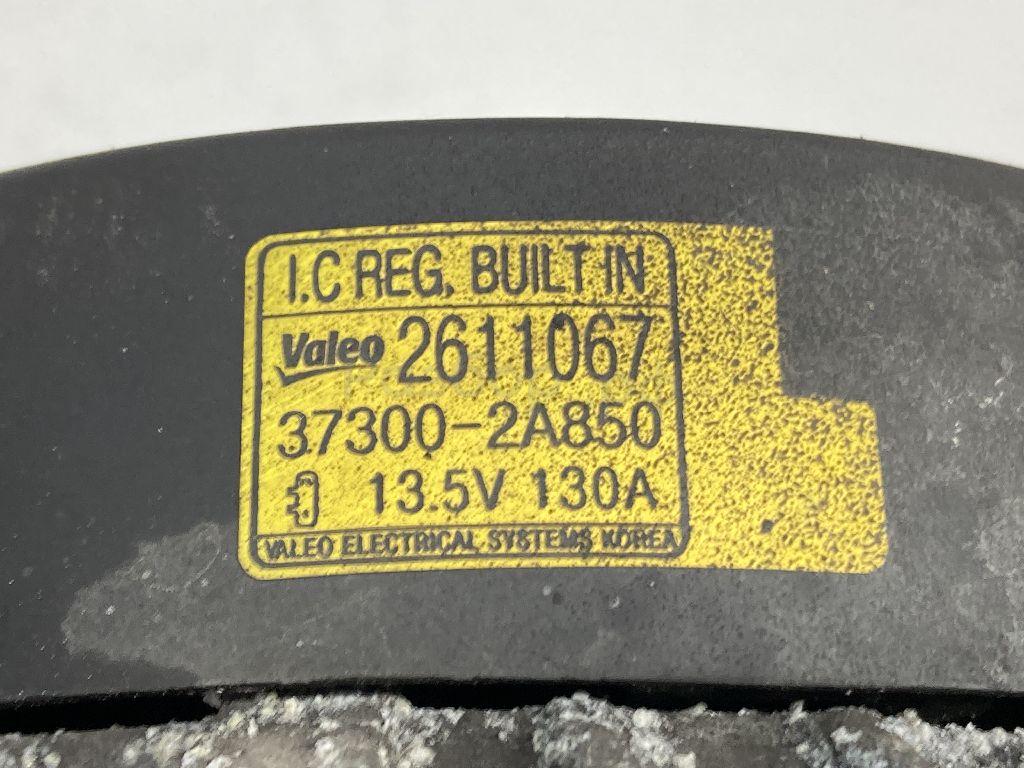 I.C REG. BUILT IN
Valeo 2611067
37300-2A850
13.5V 130A
VALEO ELECTRICAL SYSTEMS KOREA